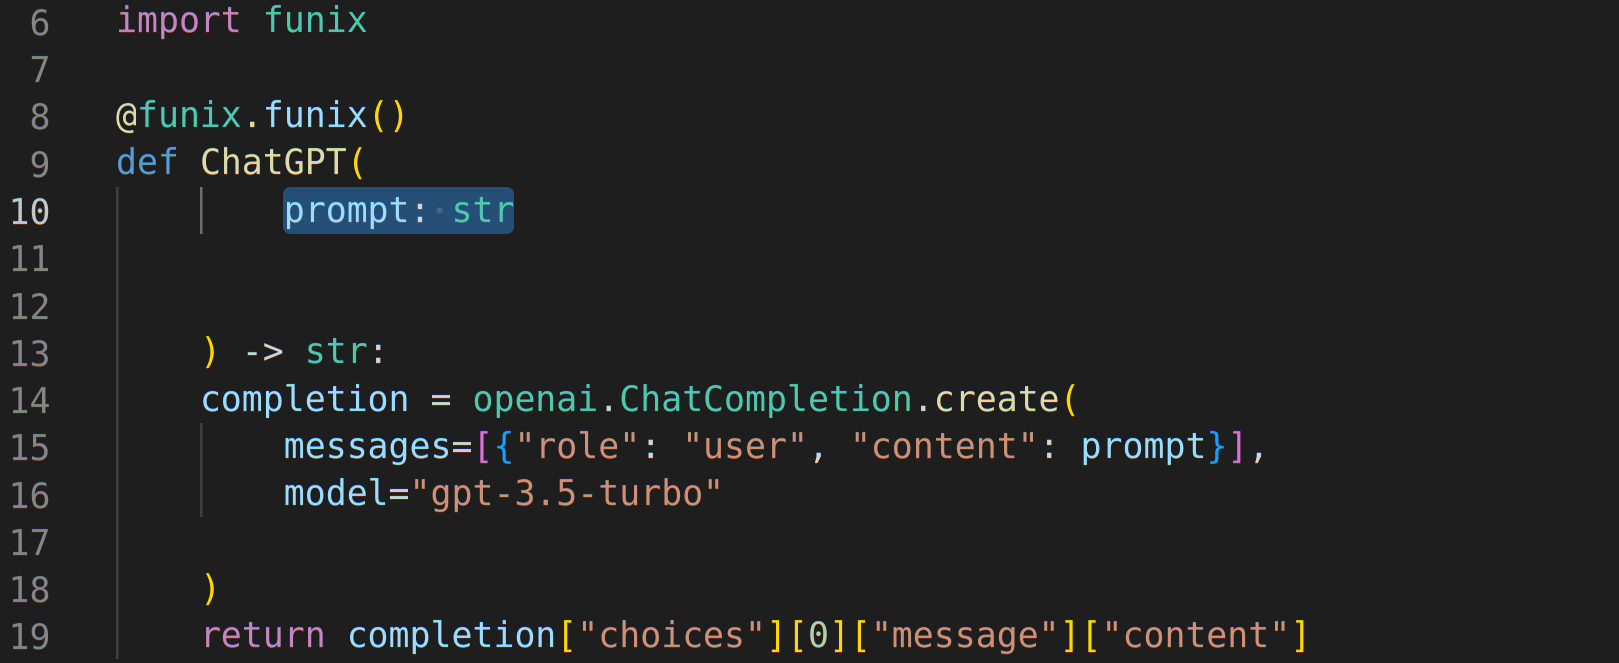 6 import funix
7
8 @funix.funix()
9 def ChatGPT(
10 prompt: str
11
12
13 ) -> str:
14 completion = openai.ChatCompletion.create(
15 messages=[{"role": "user", "content": prompt}],
16 model="gpt-3.5-turbo"
17
18 )
19 return completion["choices"][0]["message"]["content"]